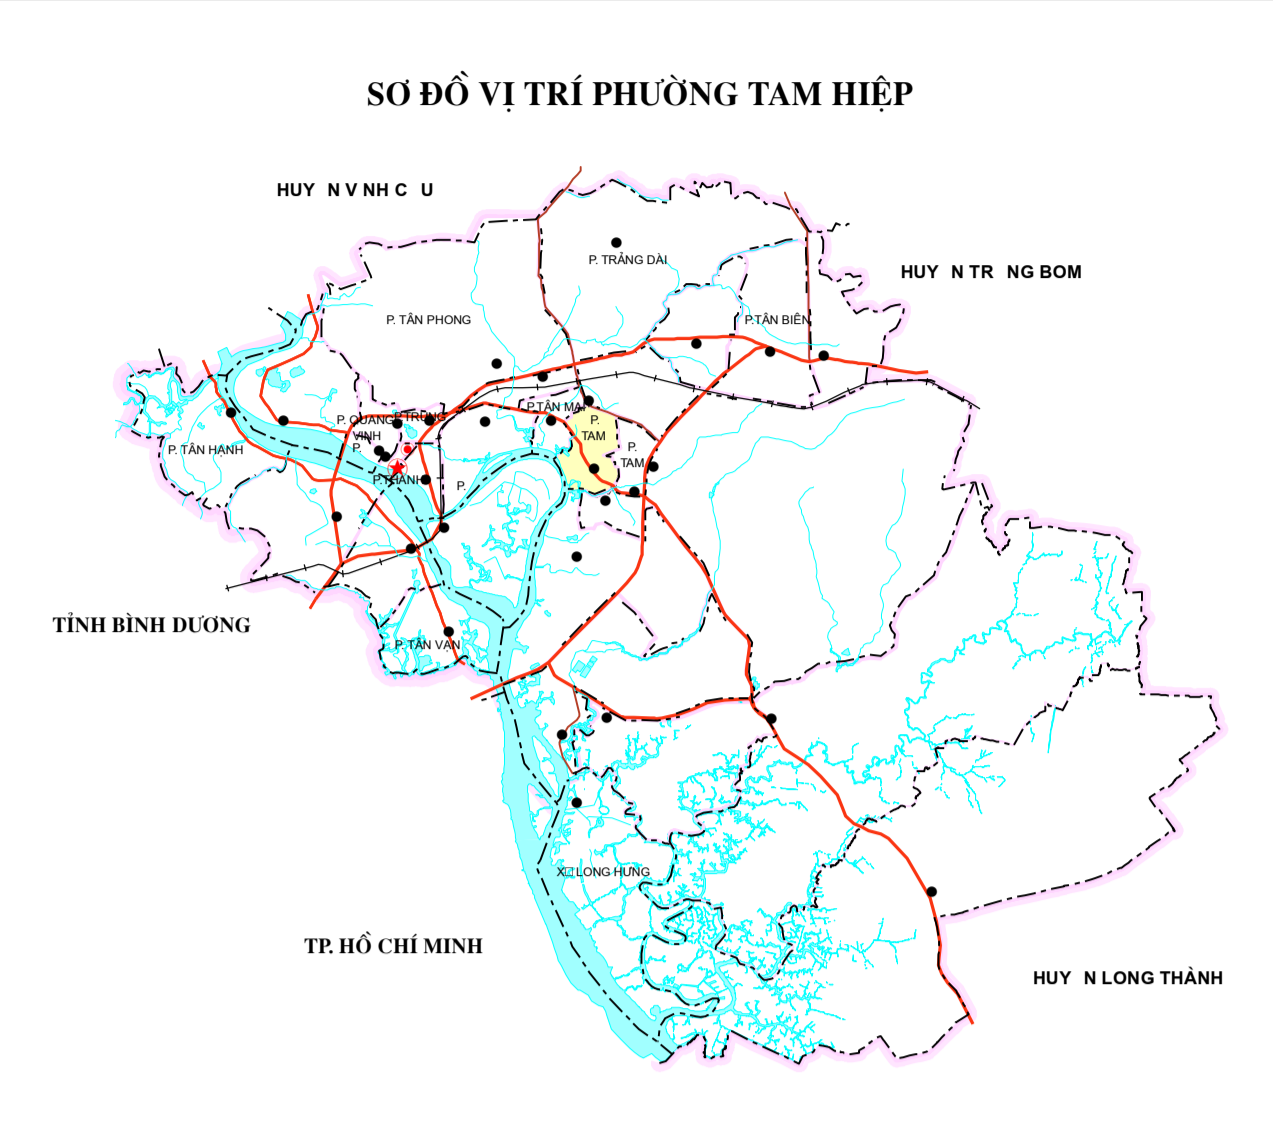 SƠ ĐỒ VỊ TRÍ PHƯỜNG TAM HIỆP
HUY N V NH C U
P. TRẢNG DÀI
HUY N TR NG BOM
P. TÂN PHONG
P.TÂN BIÊN
P.TÂN MAI
P. QUANG
VINH
P.TRUNG
P.
TAM
P. TÂN HẠNH
P.
P.
TAM
P.THANH
P.
TỈNH BÌNH DƯƠNG
P. TÂN VẠN
X□ LONG HƯNG
TP. HỒ CHÍ MINH
HUY N LONG THÀNH